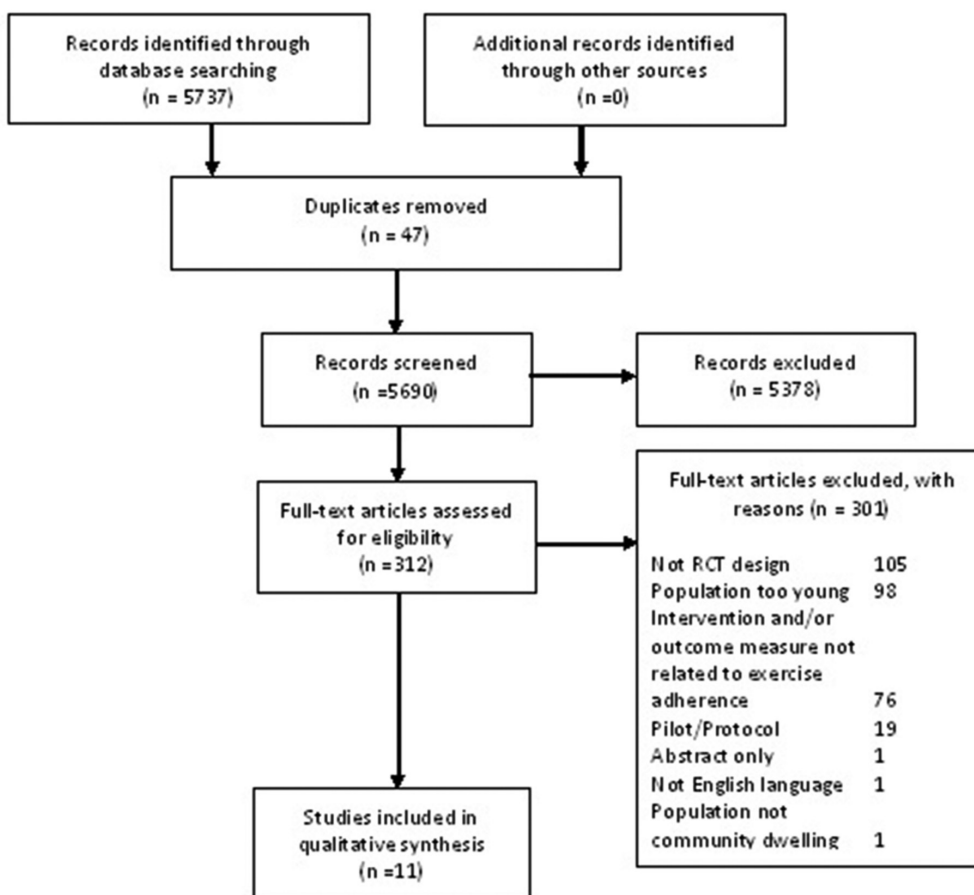 Records identified through
database searching
(n = 5737)
Additional records identified
through other sources
(n =0)
Duplicates removed
(n = 47)
Records screened
(n =5690)
Records excluded
(n = 5378)
Full-text articles assessed
for eligibility
(n =312)
Full-text articles excluded, with
reasons (n = 301)
Not RCT design 105
Population too young 98
Intervention and/or
outcome measure not
related to exercise
adherence 76
Pilot/Protocol 19
Abstract only 1
Not English language 1
Population not
community dwelling 1
Studies included in
qualitative synthesis
(n =11)